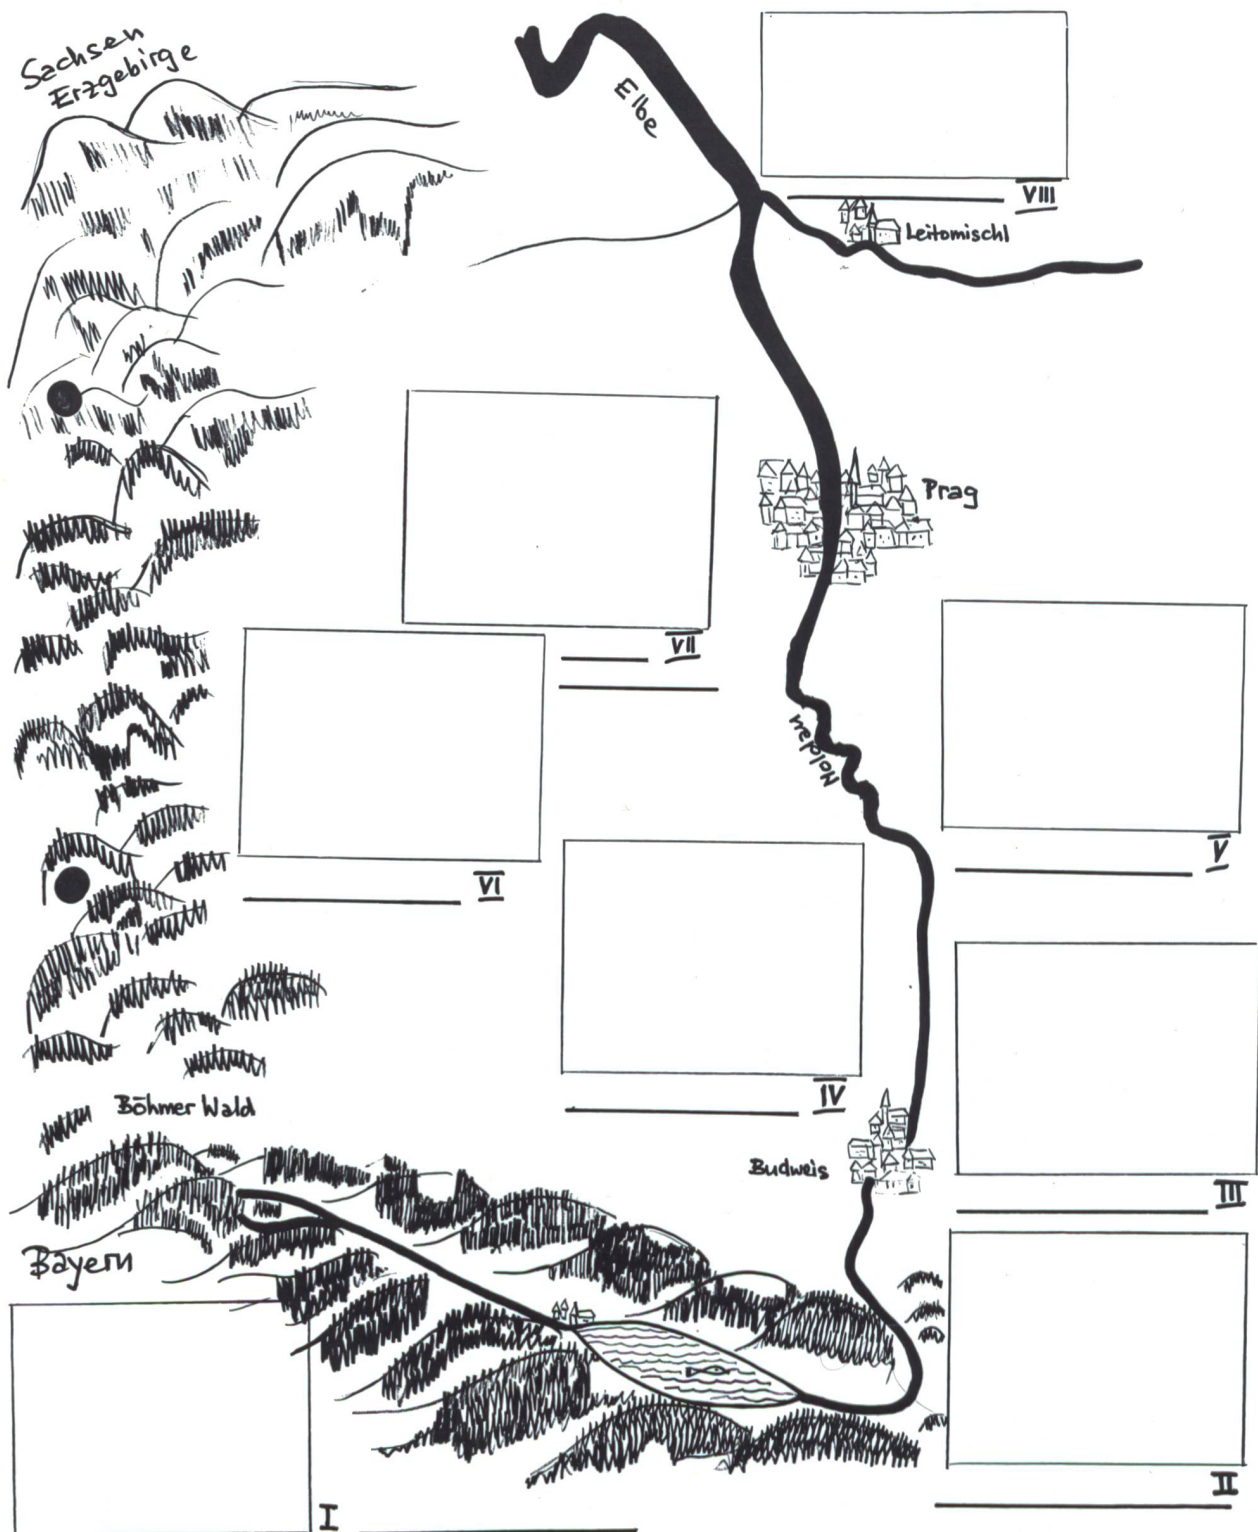 Sachsen
Erzgebirge
Elbe
VIII
Leitomischl
Prag
VII
Moldau
V
VI
IV
Böhmer Wald
Budweis
III
Bayern
II
I